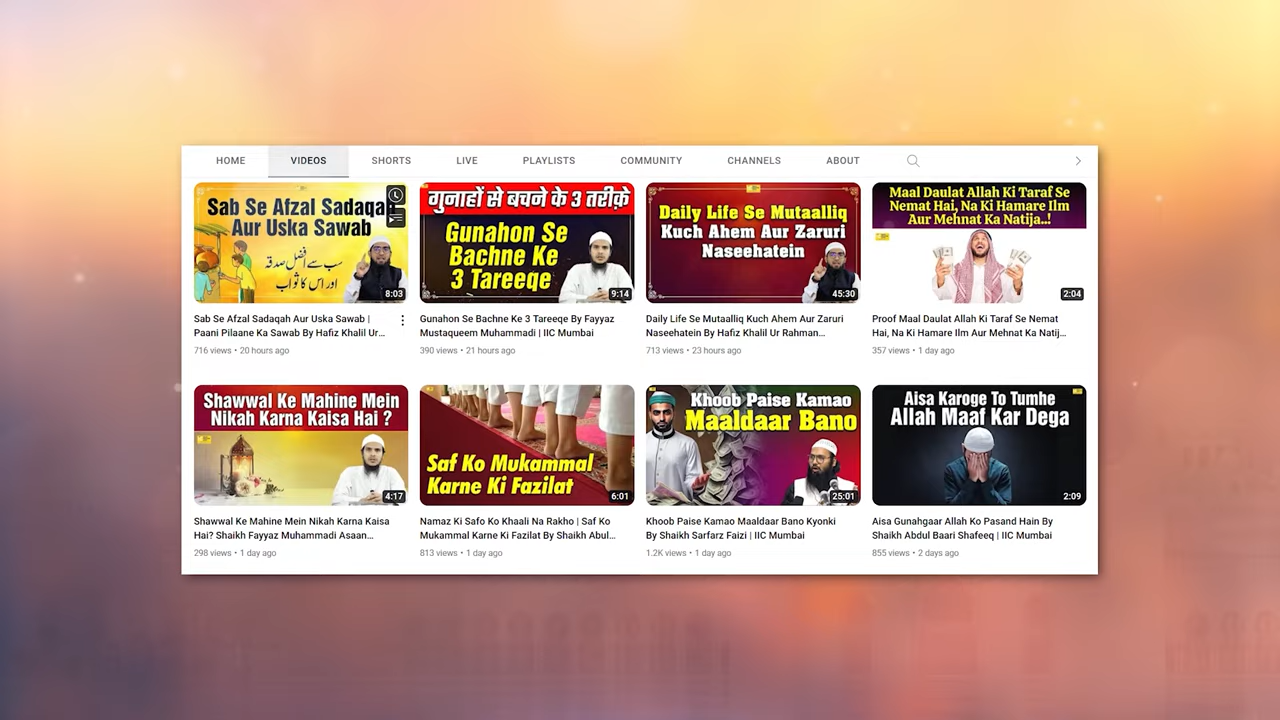 HOME
VIDEOS
SHORTS
LIVE
PLAYLISTS
COMMUNITY
CHANNELS
ABOUT
Sab Se Afzal Sadaqah
Aur Uska Sawab
سب سے افضل صدقہ
اور اس کا ثواب
8:03
गुनाहों से बचने के 3 तरीक़े
Gunahon Se
Bachne Ke
3 Tareeqe
9:14
Daily Life Se Mutaalliq
Kuch Ahem Aur Zaruri
Naseehatein
45:30
Maal Daulat Allah Ki Taraf Se
Nemat Hai, Na Ki Hamare Ilm
Aur Mehnat Ka Natija..!
2:04
Sab Se Afzal Sadaqah Aur Uska Sawab |
Paani Pilaane Ka Sawab By Hafiz Khalil Ur...
716 views • 20 hours ago
Gunahon Se Bachne Ke 3 Tareeqe By Fayyaz
Mustaqueem Muhammadi | IIC Mumbai
390 views • 21 hours ago
Daily Life Se Mutaalliq Kuch Ahem Aur Zaruri
Naseehatein By Hafiz Khalil Ur Rahman...
713 views • 23 hours ago
Proof Maal Daulat Allah Ki Taraf Se Nemat
Hai, Na Ki Hamare Ilm Aur Mehnat Ka Natij...
357 views • 1 day ago
Shawwal Ke Mahine Mein
Nikah Karna Kaisa Hai ?
4:17
Saf Ko Mukammal
Karne Ki Fazilat
6:01
Khoob Paise Kamao
Maaldaar Bano
25:01
Aisa Karoge To Tumhe
Allah Maaf Kar Dega
2:09
Shawwal Ke Mahine Mein Nikah Karna Kaisa
Hai? Shaikh Fayyaz Muhammadi Asaan...
298 views • 1 day ago
Namaz Ki Safo Ko Khaali Na Rakho | Saf Ko
Mukammal Karne Ki Fazilat By Shaikh Abul...
813 views • 1 day ago
Khoob Paise Kamao Maaldaar Bano Kyonki
By Shaikh Sarfarz Faizi | IIC Mumbai
1.2K views • 1 day ago
Aisa Gunahgaar Allah Ko Pasand Hain By
Shaikh Abdul Baari Shafeeq | IIC Mumbai
855 views • 2 days ago